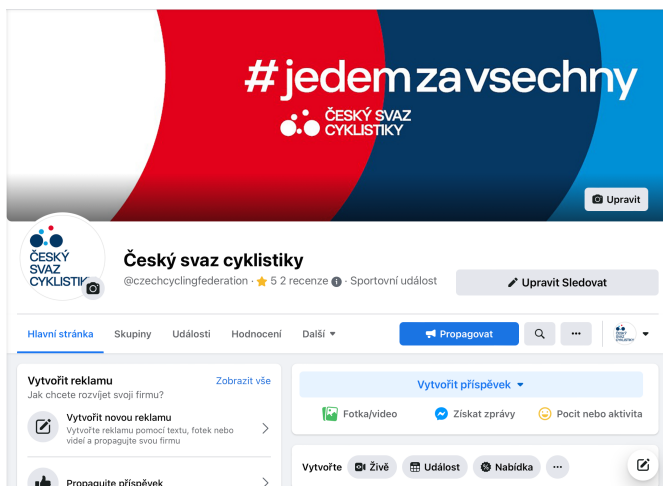 #jedemzavsechny
ČESKÝ SVAZ
CYKLISTIKY
Upravit
ČESKÝ
SVAZ
CYKLISTIK
Český svaz cyklistiky
@czechcyclingfederation · 5 2 recenze · Sportovní událost
Upravit Sledovat
Hlavní stránka Skupiny Události Hodnocení Další
Propagovat
ČESKÝ
SVAZ
CYKLISTIKY
Vytvořit reklamu Zobrazit vše
Jak chcete rozvíjet svoji firmu?
Vytvořit novou reklamu
Vytvořte reklamu pomocí textu, fotek nebo
videí a propagujte svou firmu
Propagujte příspěvek
Vytvořit příspěvek
Fotka/video Získat zprávy Pocit nebo aktivita
Vytvořte Živě Událost Nabídka